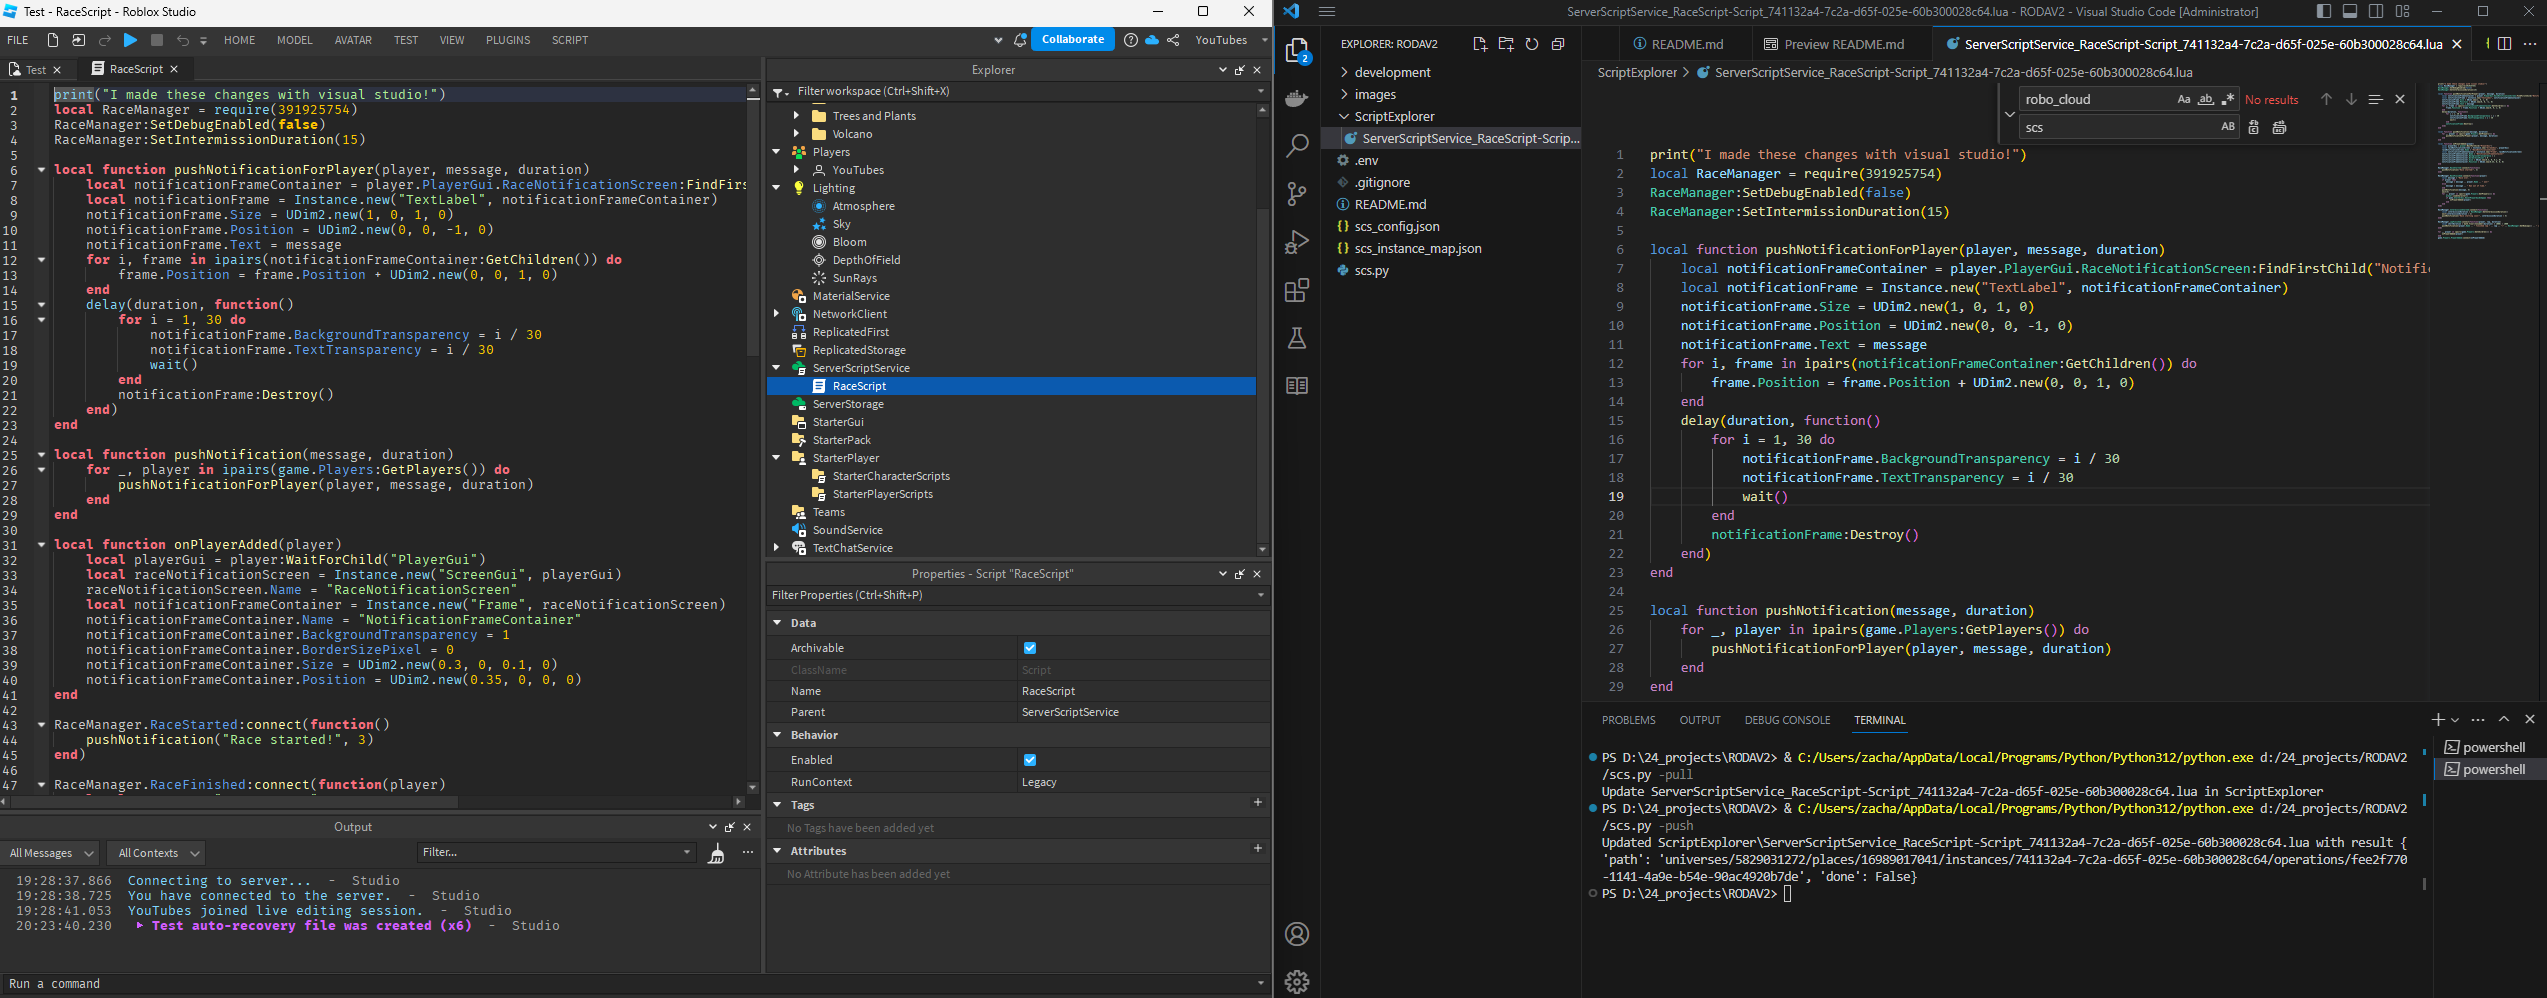 Test - RaceScript - Roblox Studio
FILE
HOME
MODEL
AVATAR
TEST
VIEW
PLUGINS
SCRIPT
Collaborate
YouTubes
Test
RaceScript
1 print("I made these changes with visual studio!")
2 local RaceManager = require(391925754)
3 RaceManager:SetDebugEnabled(false)
4 RaceManager:SetIntermissionDuration(15)
5
6 local function pushNotificationForPlayer(player, message, duration)
7 local notificationFrameContainer = player.PlayerGui.RaceNotificationScreen:FindFirs
8 local notificationFrame = Instance.new("TextLabel", notificationFrameContainer)
9 notificationFrame.Size = UDim2.new(1, 0, 1, 0)
10 notificationFrame.Position = UDim2.new(0, 0, -1, 0)
11 notificationFrame.Text = message
12 for i, frame in ipairs(notificationFrameContainer:GetChildren()) do
13 frame.Position = frame.Position + UDim2.new(0, 0, 1, 0)
14 end
15 delay(duration, function()
16 for i = 1, 30 do
17 notificationFrame.BackgroundTransparency = i / 30
18 notificationFrame.TextTransparency = i / 30
19 wait()
20 end
21 notificationFrame:Destroy()
22 end)
23 end
24
25 local function pushNotification(message, duration)
26 for _, player in ipairs(game.Players:GetPlayers()) do
27 pushNotificationForPlayer(player, message, duration)
28 end
29 end
30
31 local function onPlayerAdded(player)
32 local playerGui = player:WaitForChild("PlayerGui")
33 local raceNotificationScreen = Instance.new("ScreenGui", playerGui)
34 raceNotificationScreen.Name = "RaceNotificationScreen"
35 local notificationFrameContainer = Instance.new("Frame", raceNotificationScreen)
36 notificationFrameContainer.Name = "NotificationFrameContainer"
37 notificationFrameContainer.BackgroundTransparency = 1
38 notificationFrameContainer.BorderSizePixel = 0
39 notificationFrameContainer.Size = UDim2.new(0.3, 0, 0.1, 0)
40 notificationFrameContainer.Position = UDim2.new(0.35, 0, 0, 0)
41 end
42
43 RaceManager.RaceStarted:connect(function()
44 pushNotification("Race started!", 3)
45 end)
46
47 RaceManager.RaceFinished:connect(function(player)
Output
All Messages
All Contexts
Filter...
19:28:37.866 Connecting to server... - Studio
19:28:38.725 You have connected to the server. - Studio
19:28:41.053 YouTubes joined live editing session. - Studio
20:23:40.230 Test auto-recovery file was created (x6) - Studio
Run a command
Explorer
Filter workspace (Ctrl+Shift+X)
Trees and Plants
Volcano
Players
YouTubes
Lighting
Atmosphere
Sky
Bloom
DepthOfField
SunRays
MaterialService
NetworkClient
ReplicatedFirst
ReplicatedStorage
ServerScriptService
RaceScript
ServerStorage
StarterGui
StarterPack
StarterPlayer
StarterCharacterScripts
StarterPlayerScripts
Teams
SoundService
TextChatService
Properties - Script "RaceScript"
Filter Properties (Ctrl+Shift+P)
Data
Archivable
ClassName Script
Name RaceScript
Parent ServerScriptService
Behavior
Enabled
RunContext Legacy
Tags
No Tags have been added yet
Attributes
No Attribute has been added yet
ServerScriptService_RaceScript-Script_741132a4-7c2a-d65f-025e-60b300028c64.lua - RODAV2 - Visual Studio Code [Administrator]
2
EXPLORER: RODAV2
development
images
ScriptExplorer
ServerScriptService_RaceScript-Scrip...
.env
.gitignore
README.md
scs_config.json
scs_instance_map.json
scs.py
README.md
Preview README.md
ServerScriptService_RaceScript-Script_741132a4-7c2a-d65f-025e-60b300028c64.lua
ScriptExplorer > ServerScriptService_RaceScript-Script_741132a4-7c2a-d65f-025e-60b300028c64.lua
robo_cloud Aa ab .* No results
scs AB
1 print("I made these changes with visual studio!")
2 local RaceManager = require(391925754)
3 RaceManager:SetDebugEnabled(false)
4 RaceManager:SetIntermissionDuration(15)
5
6 local function pushNotificationForPlayer(player, message, duration)
7 local notificationFrameContainer = player.PlayerGui.RaceNotificationScreen:FindFirstChild("Notifi
8 local notificationFrame = Instance.new("TextLabel", notificationFrameContainer)
9 notificationFrame.Size = UDim2.new(1, 0, 1, 0)
10 notificationFrame.Position = UDim2.new(0, 0, -1, 0)
11 notificationFrame.Text = message
12 for i, frame in ipairs(notificationFrameContainer:GetChildren()) do
13 frame.Position = frame.Position + UDim2.new(0, 0, 1, 0)
14 end
15 delay(duration, function()
16 for i = 1, 30 do
17 notificationFrame.BackgroundTransparency = i / 30
18 notificationFrame.TextTransparency = i / 30
19 wait()
20 end
21 notificationFrame:Destroy()
22 end)
23 end
24
25 local function pushNotification(message, duration)
26 for _, player in ipairs(game.Players:GetPlayers()) do
27 pushNotificationForPlayer(player, message, duration)
28 end
29 end
PROBLEMS
OUTPUT
DEBUG CONSOLE
TERMINAL
PS D:\24_projects\RODAV2> & C:/Users/zacha/AppData/Local/Programs/Python/Python312/python.exe d:/24_projects/RODAV2
/scs.py -pull
Update ServerScriptService_RaceScript-Script_741132a4-7c2a-d65f-025e-60b300028c64.lua in ScriptExplorer
PS D:\24_projects\RODAV2> & C:/Users/zacha/AppData/Local/Programs/Python/Python312/python.exe d:/24_projects/RODAV2
/scs.py -push
Updated ScriptExplorer\ServerScriptService_RaceScript-Script_741132a4-7c2a-d65f-025e-60b300028c64.lua with result {
'path': 'universes/5829031272/places/16989017041/instances/741132a4-7c2a-d65f-025e-60b300028c64/operations/fee2f770
-1141-4a9e-b54e-90ac4920b7de', 'done': False}
PS D:\24_projects\RODAV2>
powershell
powershell